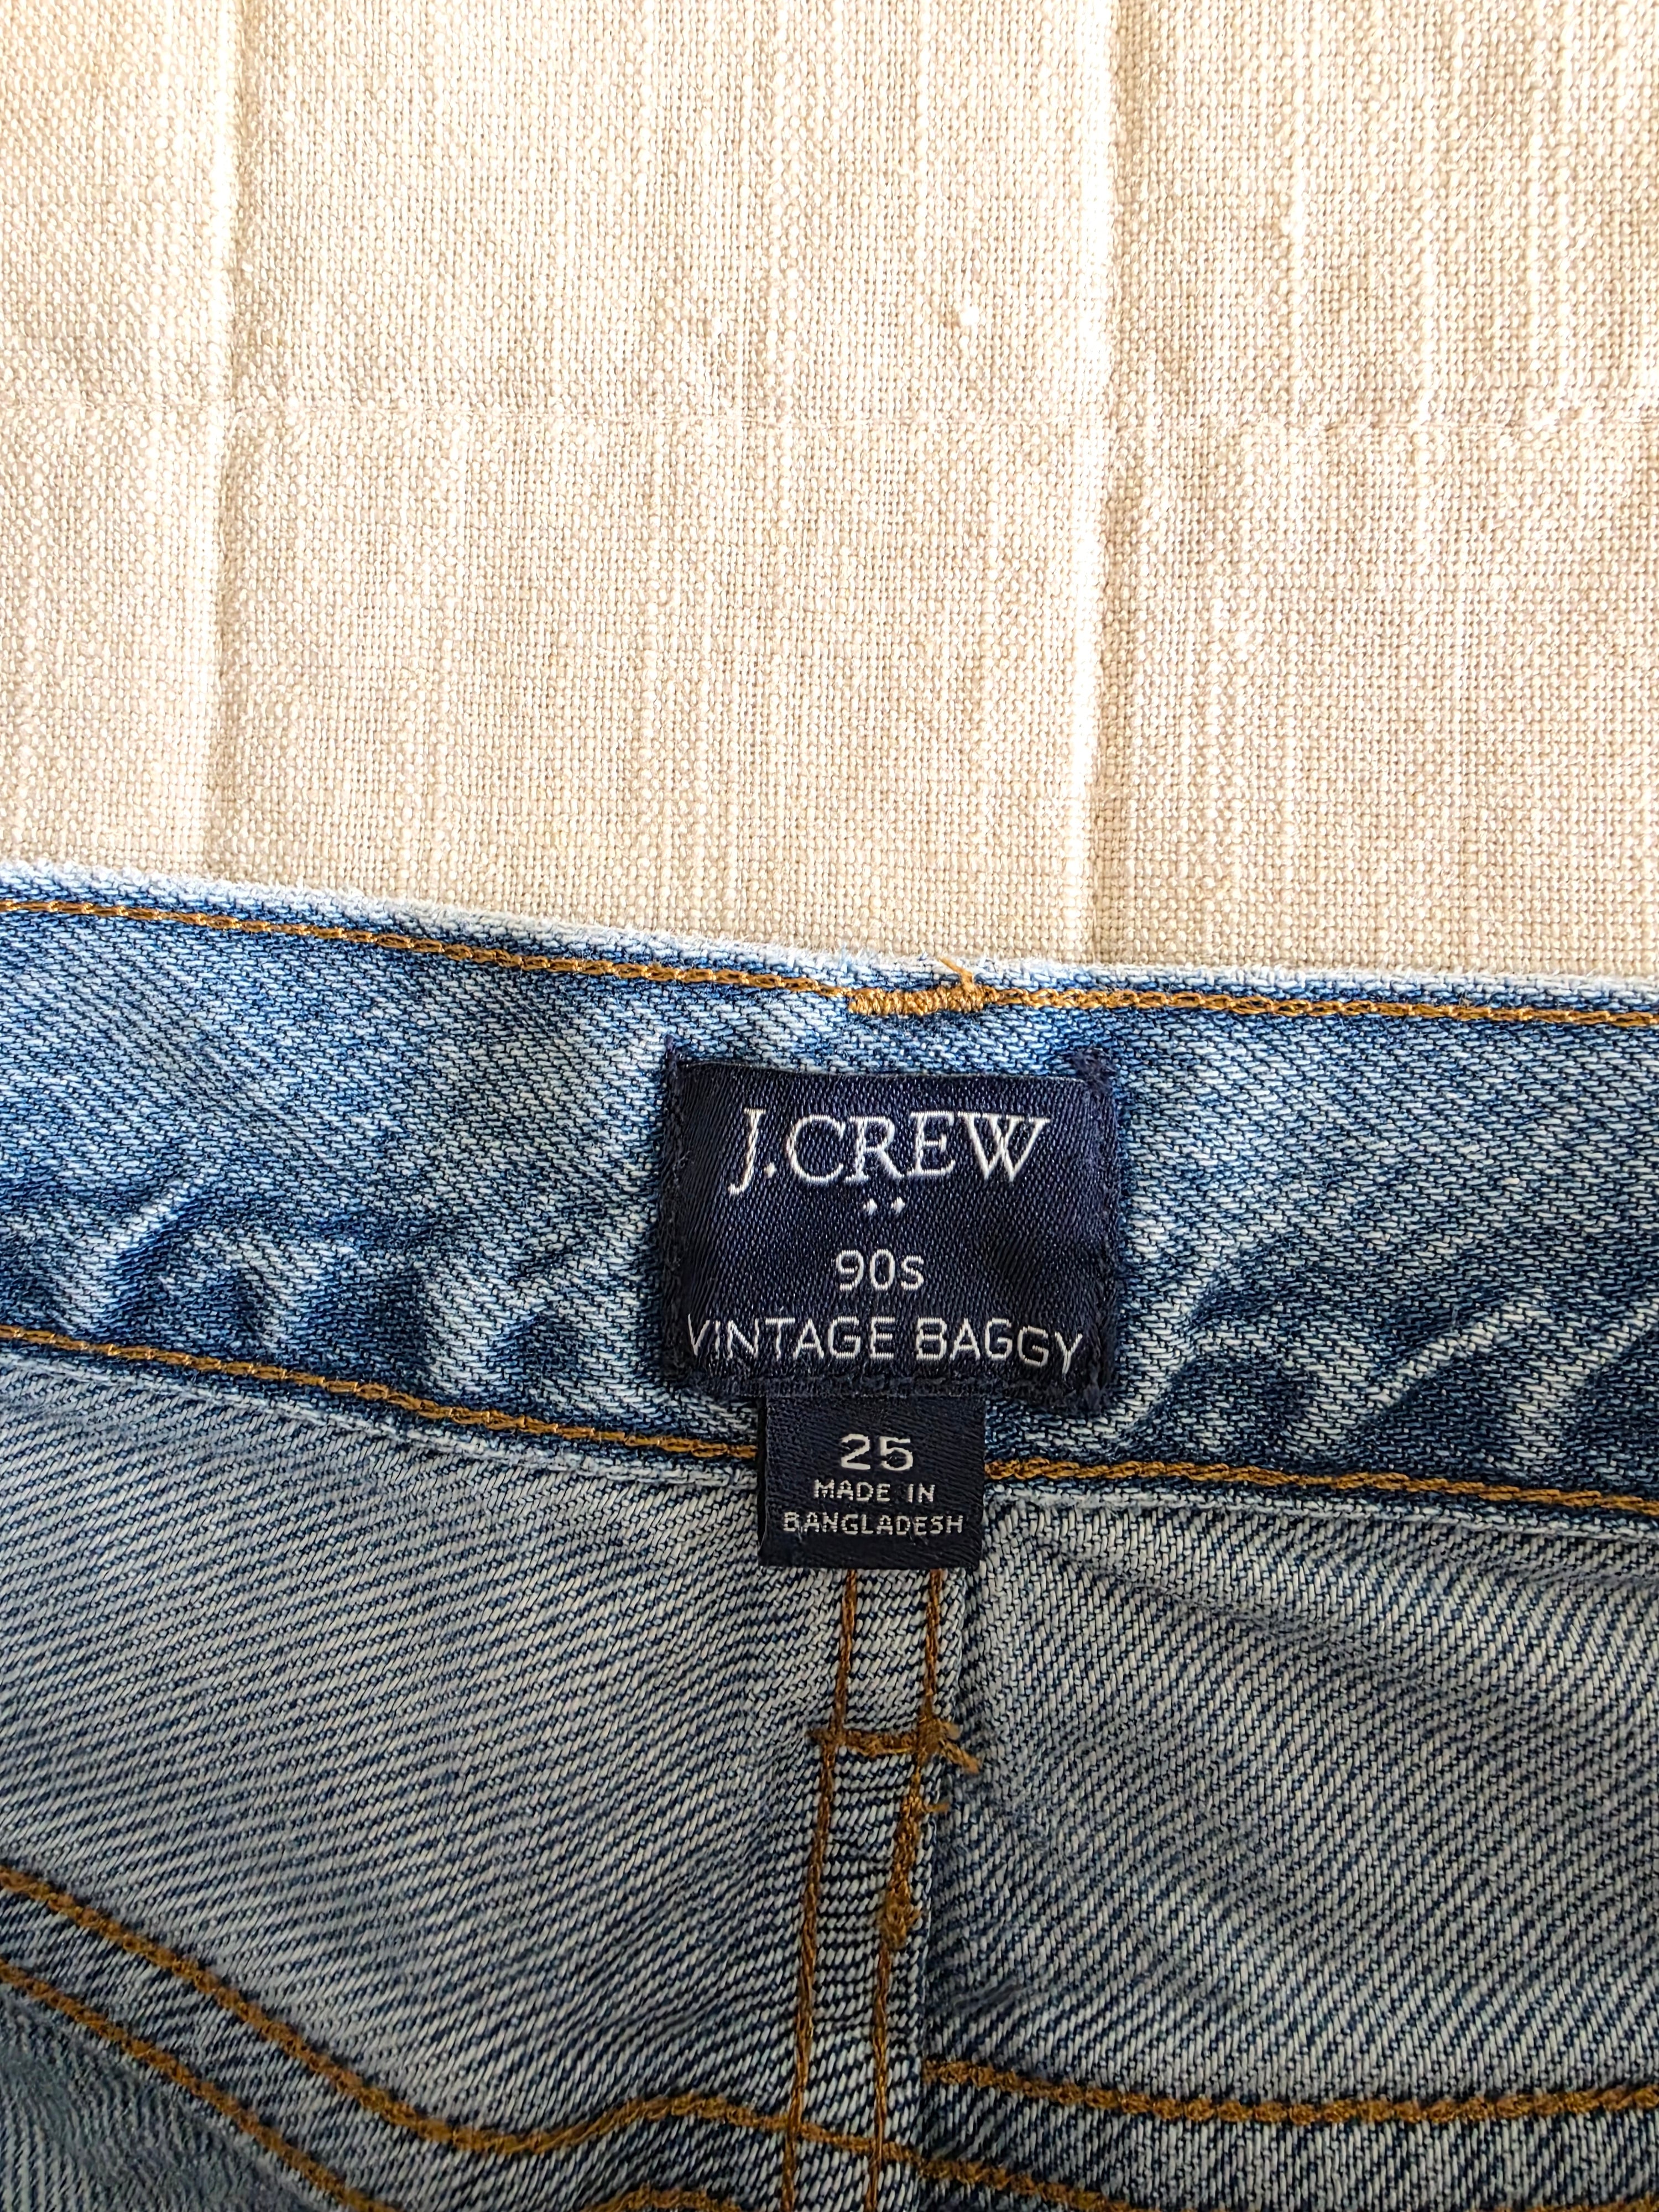 J.CREW
90s
VINTAGE BAGGY
25
MADE IN
BANGLADESH